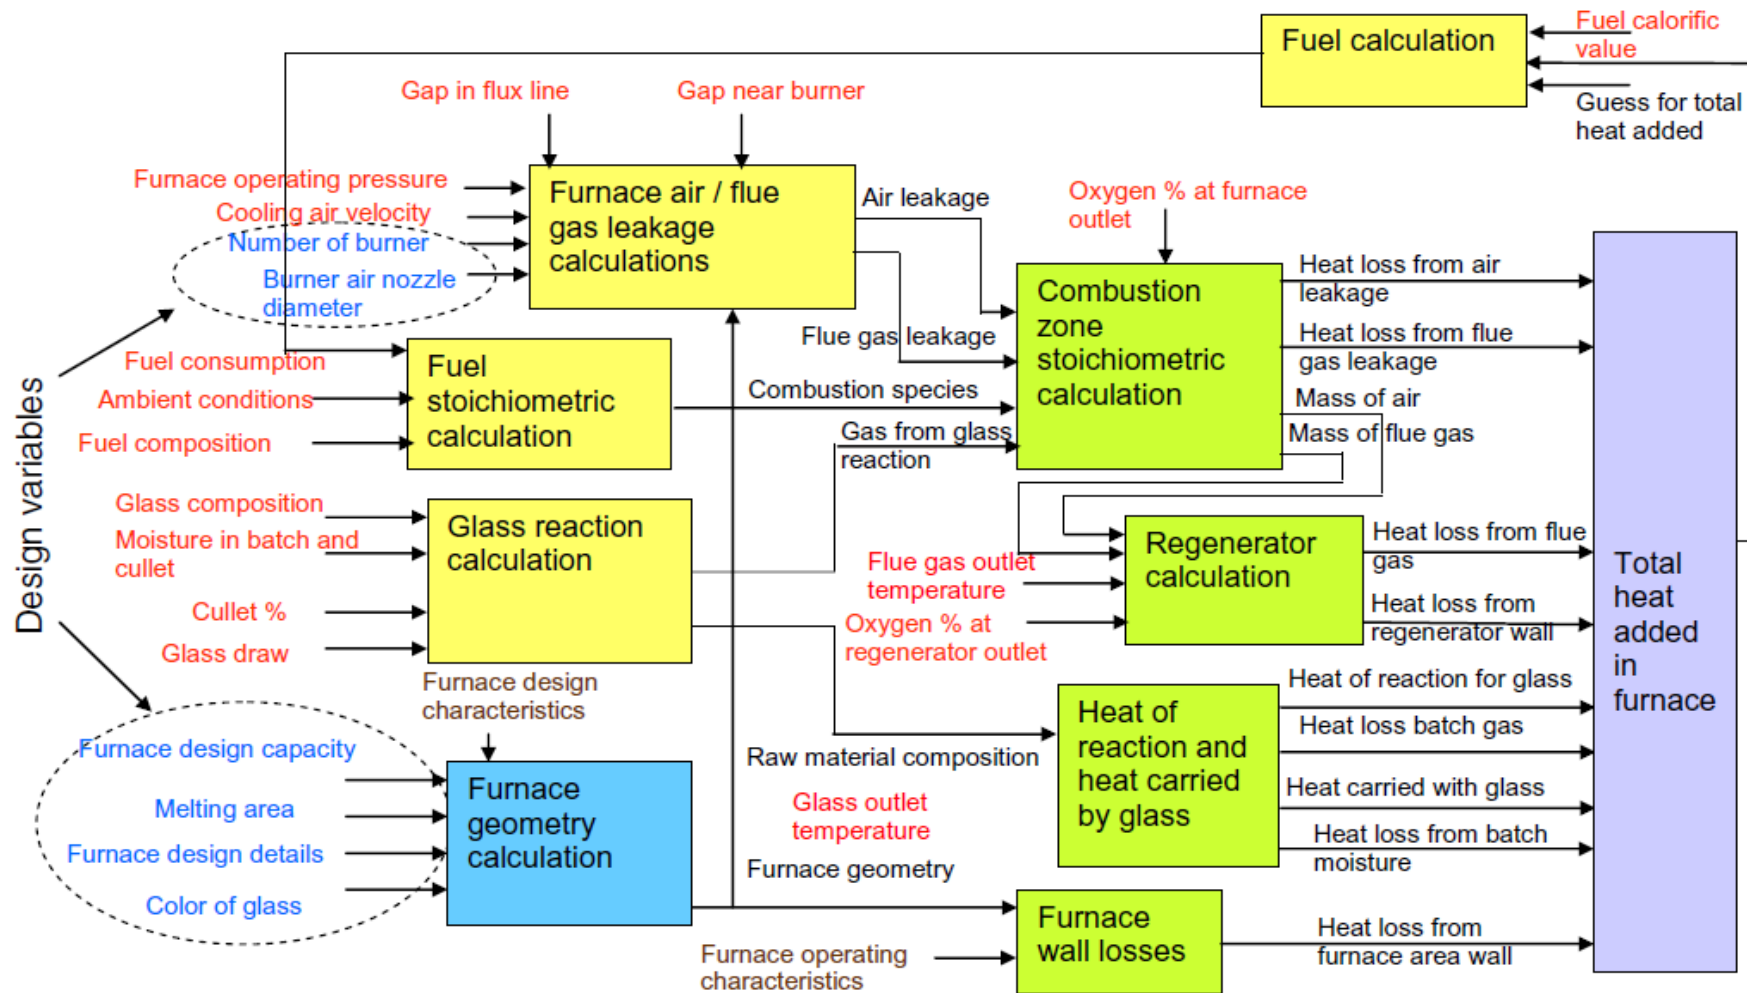 Fuel calculation
Fuel calorific
value
Guess for total
heat added
Gap in flux line
Gap near burner
Furnace operating pressure
Cooling air velocity
Number of burner
Burner air nozzle
diameter
Furnace air / flue
gas leakage
calculations
Air leakage
Flue gas leakage
Oxygen % at furnace
outlet
Combustion
zone
stoichiometric
calculation
Heat loss from air
leakage
Heat loss from flue
gas leakage
Mass of air
Mass of flue gas
Design variables
Fuel consumption
Ambient conditions
Fuel composition
Fuel
stoichiometric
calculation
Combustion species
Gas from glass
reaction
Glass composition
Moisture in batch and
cullet
Cullet %
Glass draw
Glass reaction
calculation
Flue gas outlet
temperature
Oxygen % at
regenerator outlet
Regenerator
calculation
Heat loss from flue
gas
Heat loss from
regenerator wall
Total
heat
added
in
furnace
Furnace design
characteristics
Furnace design capacity
Melting area
Furnace design details
Color of glass
Furnace
geometry
calculation
Raw material composition
Glass outlet
temperature
Furnace geometry
Heat of
reaction and
heat carried
by glass
Heat of reaction for glass
Heat loss batch gas
Heat carried with glass
Heat loss from batch
moisture
Furnace operating
characteristics
Furnace
wall losses
Heat loss from
furnace area wall